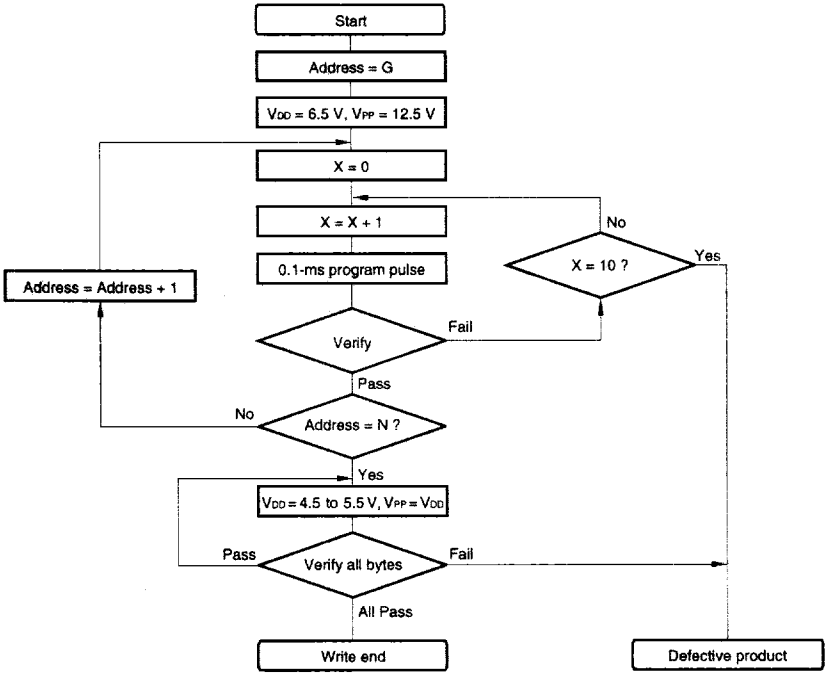 Start
Address = G
VDD = 6.5 V, VPP = 12.5 V
X = 0
X = X + 1
No
X = 10 ?
Yes
0.1-ms program pulse
Address = Address + 1
Verify
Fail
Pass
No
Address = N ?
Yes
VDD = 4.5 to 5.5 V, VPP = VDD
Pass
Verify all bytes
Fail
All Pass
Write end
Defective product